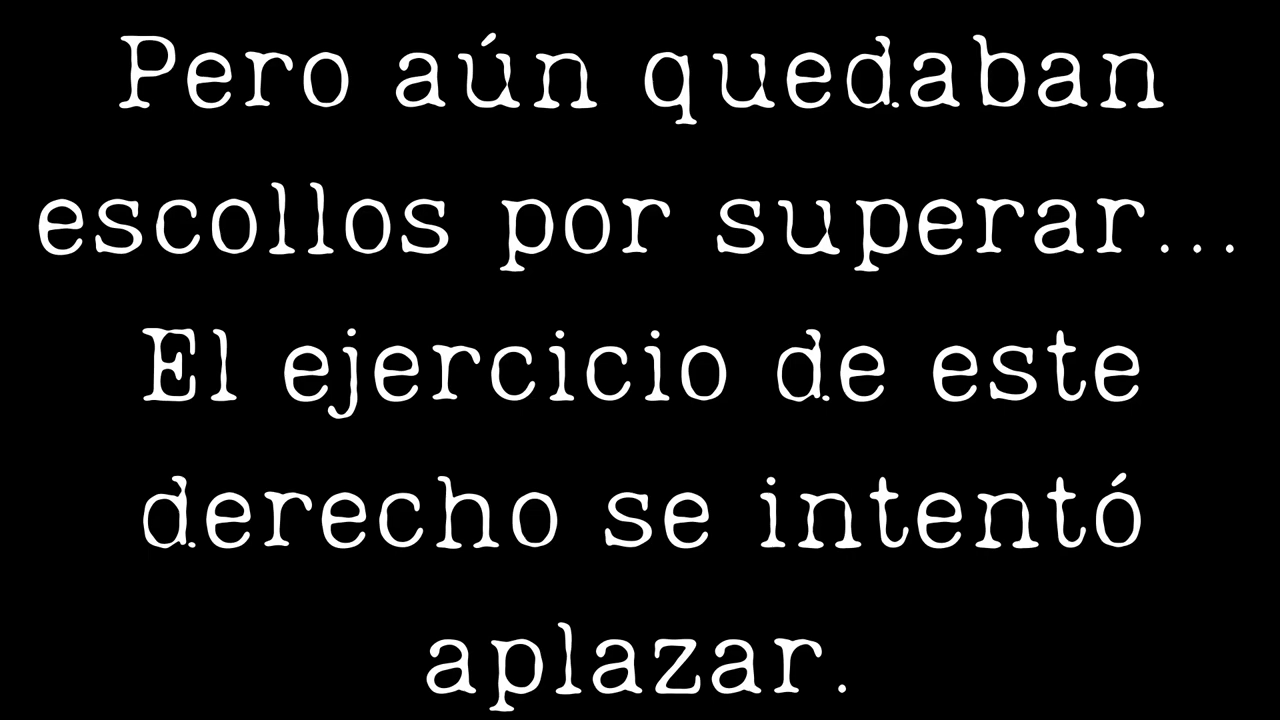 Pero aún quedaban
escollos por superar...
El ejercicio de este
derecho se intentó
aplazar.